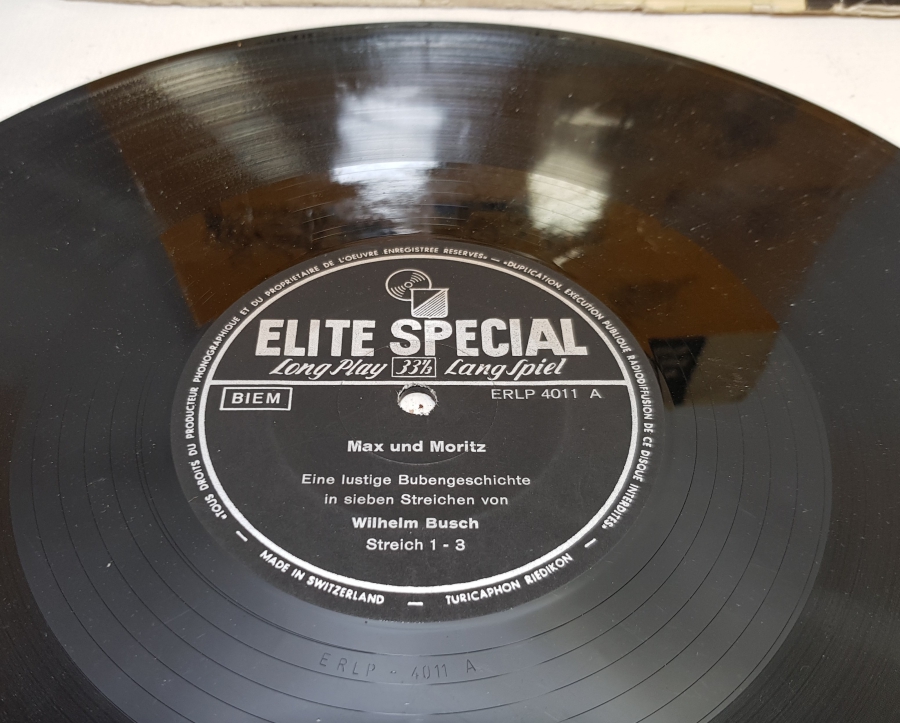 «TOUS DROITS DU PRODUCTEUR PHONOGRAPHIQUE ET DU PROPRIETAIRE DE L'OEUVRE ENREGISTREE RESERVES» — «DUPLICATION, EXECUTION PUBLIQUE RADIODIFFUSION DE CE DISQUE INTERDITES»
ELITE SPECIAL
Long Play 33⅓ Lang Spiel
BIEM ERLP 4011 A
Max und Moritz
Eine lustige Bubengeschichte
in sieben Streichen von
Wilhelm Busch
Streich 1 - 3
— MADE IN SWITZERLAND — TURICAPHON RIEDIKON —
ERLP - 4011 A